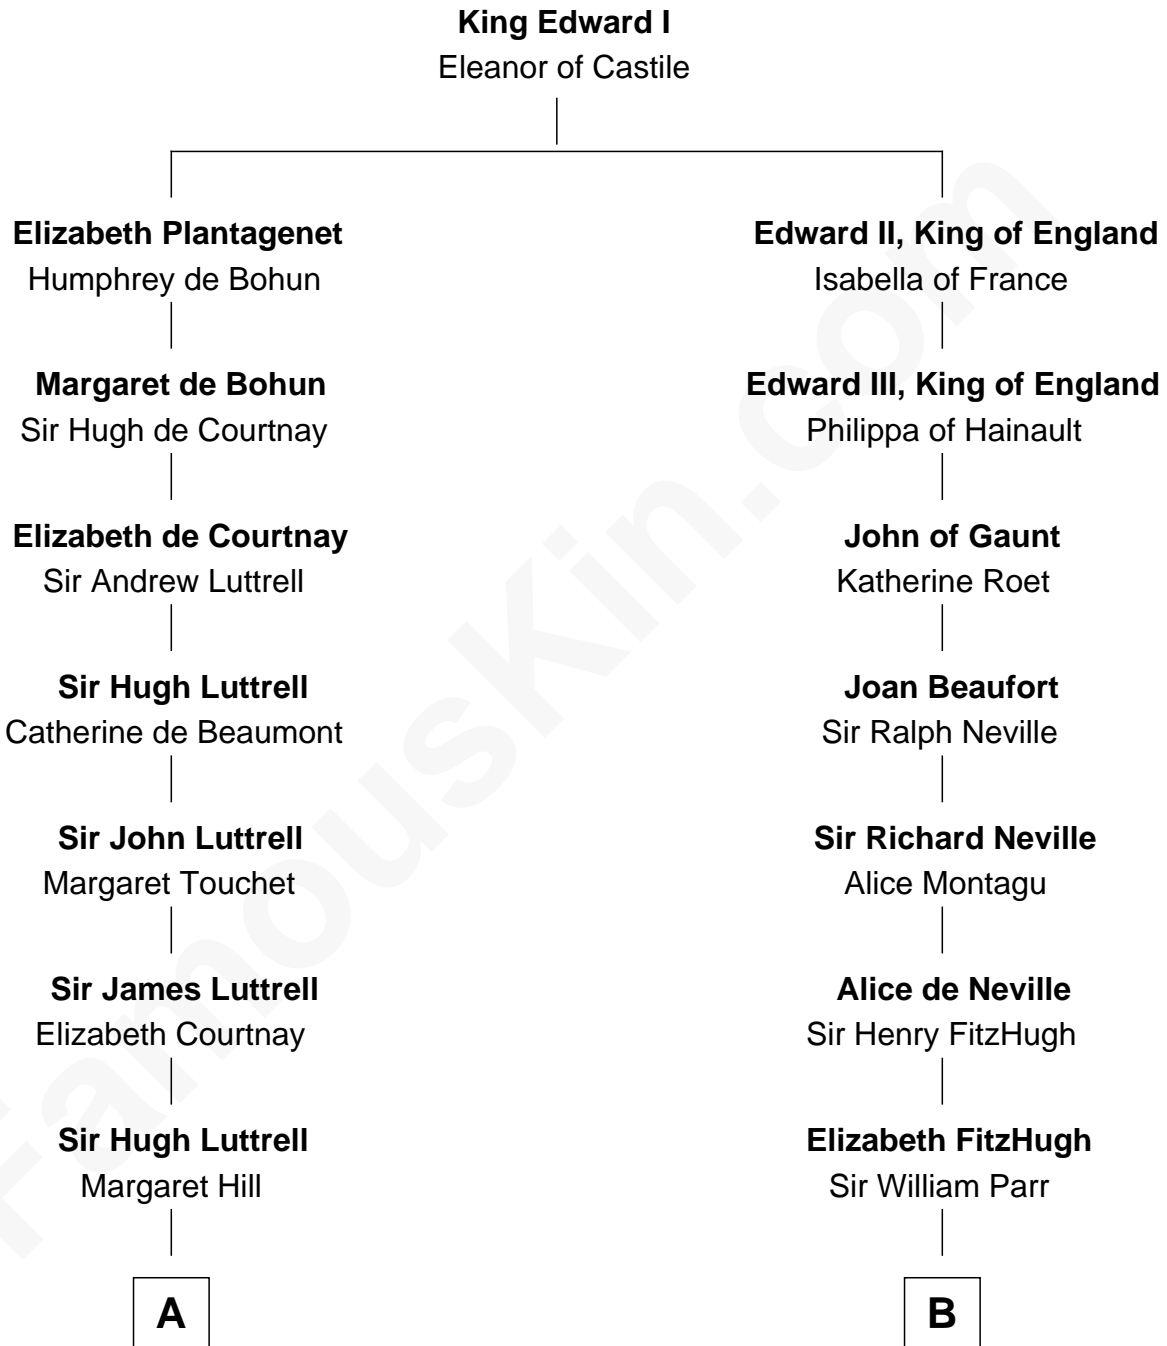 King Edward I
Eleanor of Castile
Elizabeth Plantagenet
Humphrey de Bohun
Margaret de Bohun
Sir Hugh de Courtnay
Elizabeth de Courtnay
Sir Andrew Luttrell
Sir Hugh Luttrell
Catherine de Beaumont
Sir John Luttrell
Margaret Touchet
Sir James Luttrell
Elizabeth Courtnay
Sir Hugh Luttrell
Margaret Hill
A
Edward II, King of England
Isabella of France
Edward III, King of England
Philippa of Hainault
John of Gaunt
Katherine Roet
Joan Beaufort
Sir Ralph Neville
Sir Richard Neville
Alice Montagu
Alice de Neville
Sir Henry FitzHugh
Elizabeth FitzHugh
Sir William Parr
B
FamousKin.com